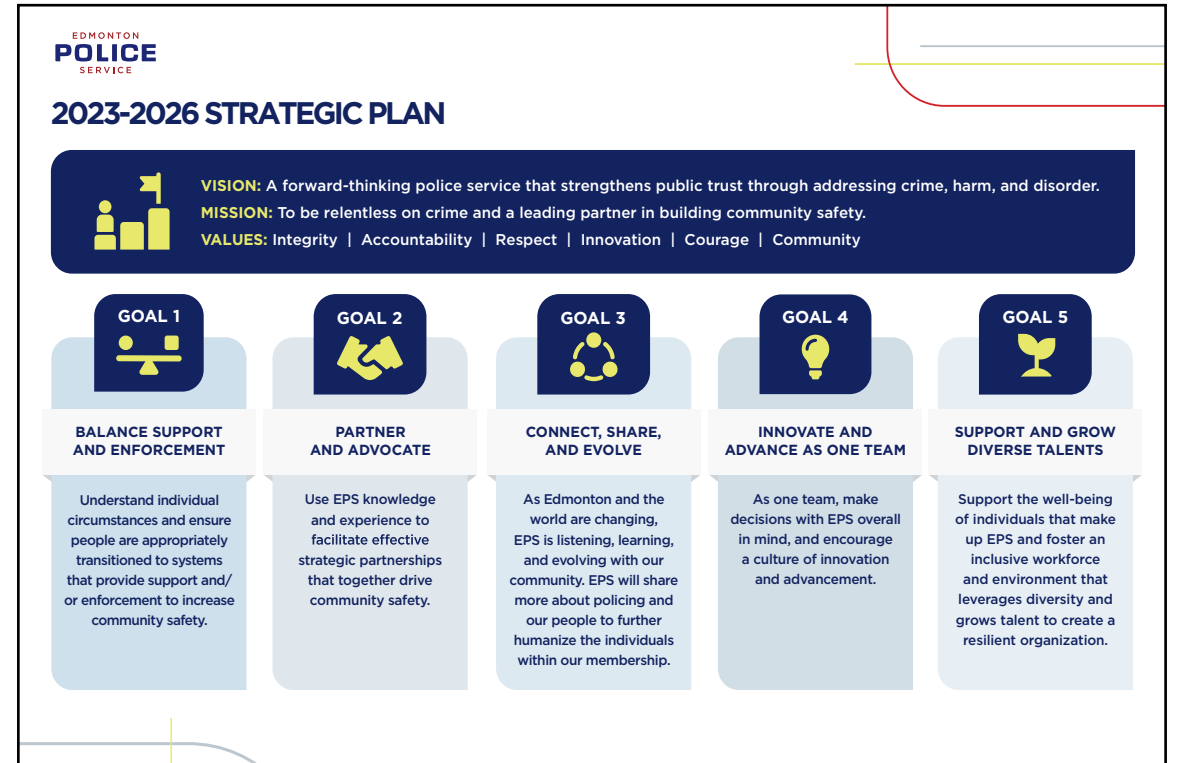 EDMONTON
POLICE
SERVICE
2023-2026 STRATEGIC PLAN
VISION: A forward-thinking police service that strengthens public trust through addressing crime, harm, and disorder.
MISSION: To be relentless on crime and a leading partner in building community safety.
VALUES: Integrity | Accountability | Respect | Innovation | Courage | Community
GOAL 1
BALANCE SUPPORT
AND ENFORCEMENT
Understand individual
circumstances and ensure
people are appropriately
transitioned to systems
that provide support and/
or enforcement to increase
community safety.
GOAL 2
PARTNER
AND ADVOCATE
Use EPS knowledge
and experience to
facilitate effective
strategic partnerships
that together drive
community safety.
GOAL 3
CONNECT, SHARE,
AND EVOLVE
As Edmonton and the
world are changing,
EPS is listening, learning,
and evolving with our
community. EPS will share
more about policing and
our people to further
humanize the individuals
within our membership.
GOAL 4
INNOVATE AND
ADVANCE AS ONE TEAM
As one team, make
decisions with EPS overall
in mind, and encourage
a culture of innovation
and advancement.
GOAL 5
SUPPORT AND GROW
DIVERSE TALENTS
Support the well-being
of individuals that make
up EPS and foster an
inclusive workforce
and environment that
leverages diversity and
grows talent to create a
resilient organization.